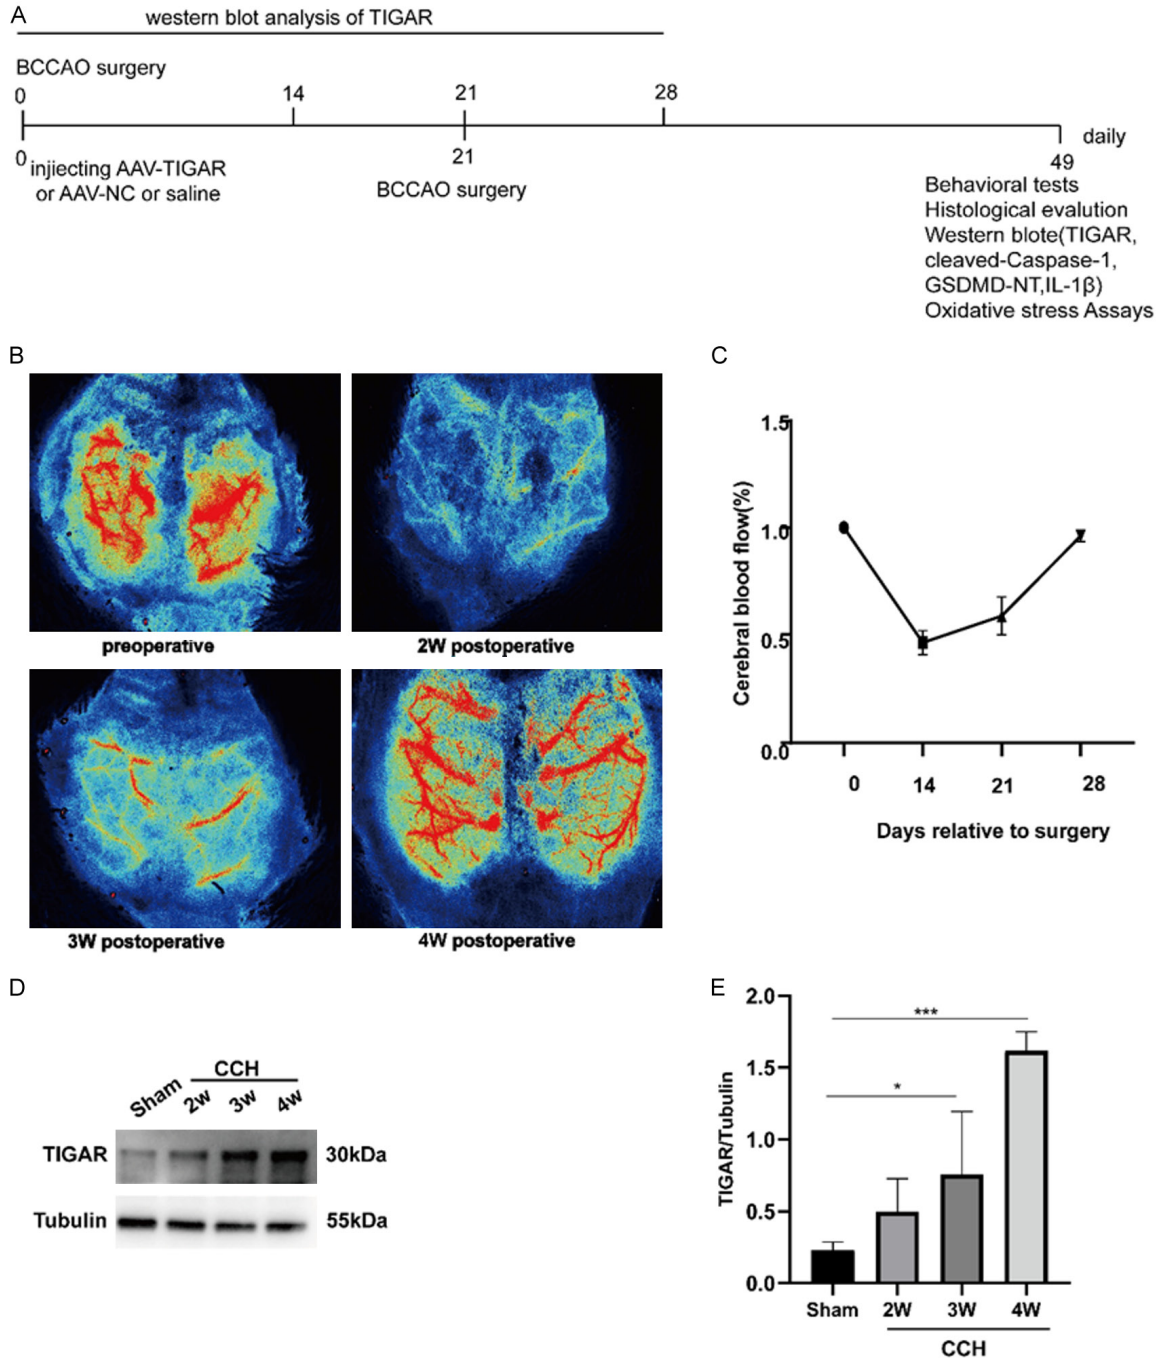 A
western blot analysis of TIGAR
BCCAO surgery
0
14
21
28
0
21
49
daily
injiecting AAV-TIGAR
or AAV-NC or saline
BCCAO surgery
Behavioral tests
Histological evalution
Western blote(TIGAR,
cleaved-Caspase-1,
GSDMD-NT,IL-1β)
Oxidative stress Assays
B
preoperative
2W postoperative
3W postoperative
4W postoperative
C
Cerebral blood flow(%)
1.5
1.0
0.5
0.0
0
14
21
28
Days relative to surgery
D
CCH
Sham
2w
3w
4w
TIGAR
30kDa
Tubulin
55kDa
E
TIGAR/Tubulin
2.0
1.5
1.0
0.5
0.0
***
*
Sham
2W
3W
4W
CCH